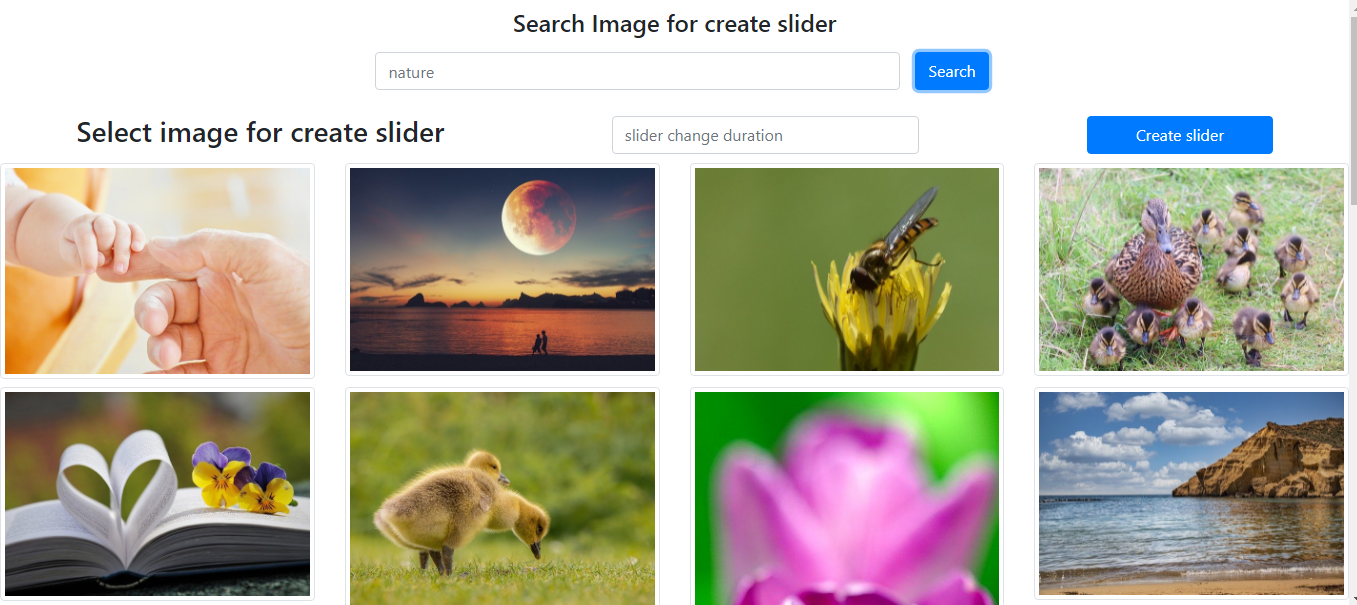 Search Image for create slider
nature
Search
Select image for create slider
slider change duration
Create slider